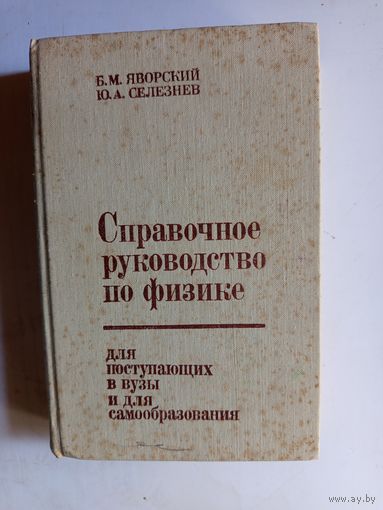 Б.М. ЯВОРСКИЙ
Ю.А. СЕЛЕЗНЕВ
Справочное
руководство
по физике
для
поступающих
в вузы
и для
самообразования
www.ay.by